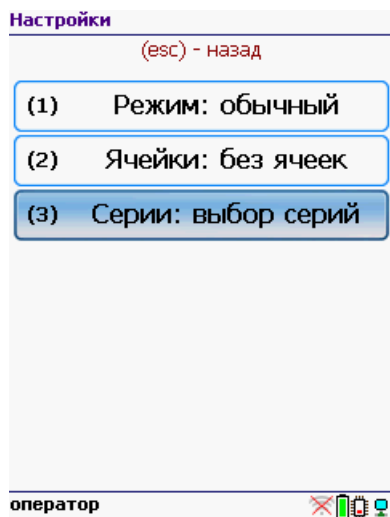 Настройки
(esc) - назад
(1) Режим: обычный
(2) Ячейки: без ячеек
(3) Серии: выбор серий
оператор